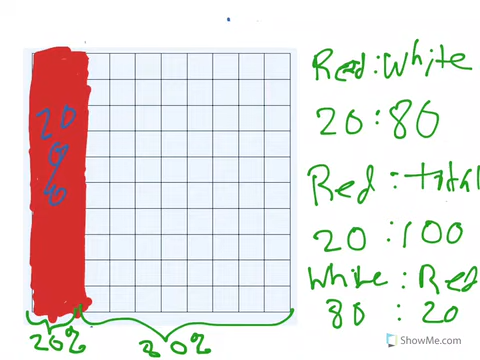 20
%
Red : White
20 : 80
Red : total
20 : 100
White : Red
80 : 20
20%
80%
ShowMe.com